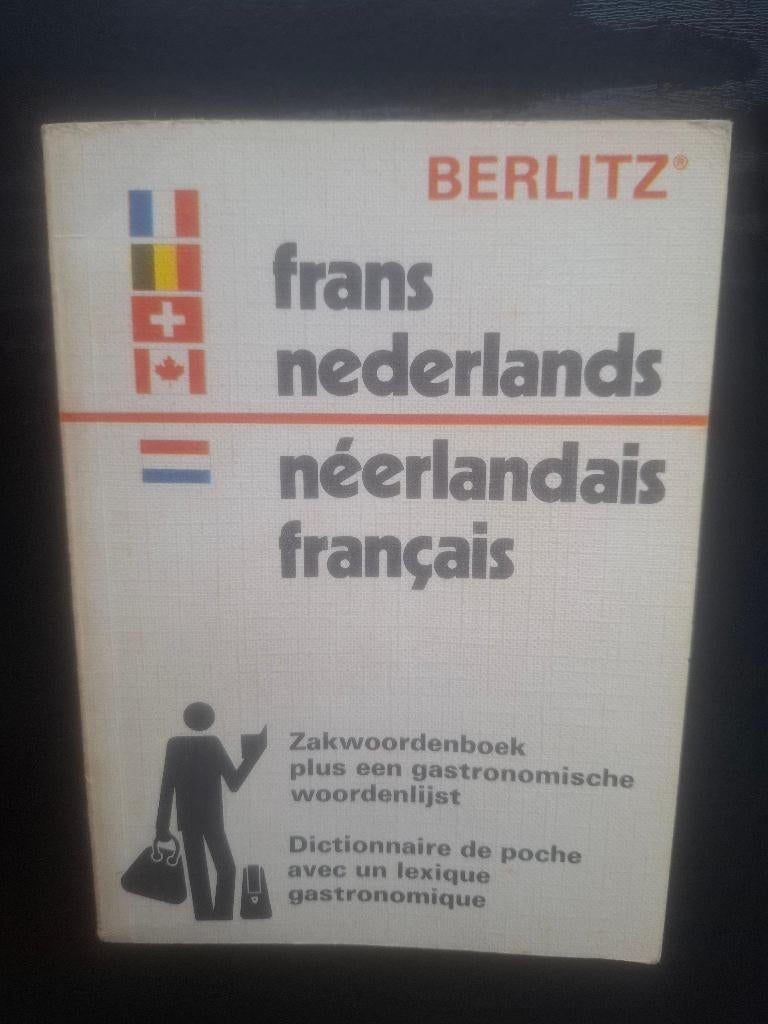 BERLITZ®
frans
nederlands
néerlandais
français
Zakwoordenboek
plus een gastronomische
woordenlijst
Dictionnaire de poche
avec un lexique
gastronomique